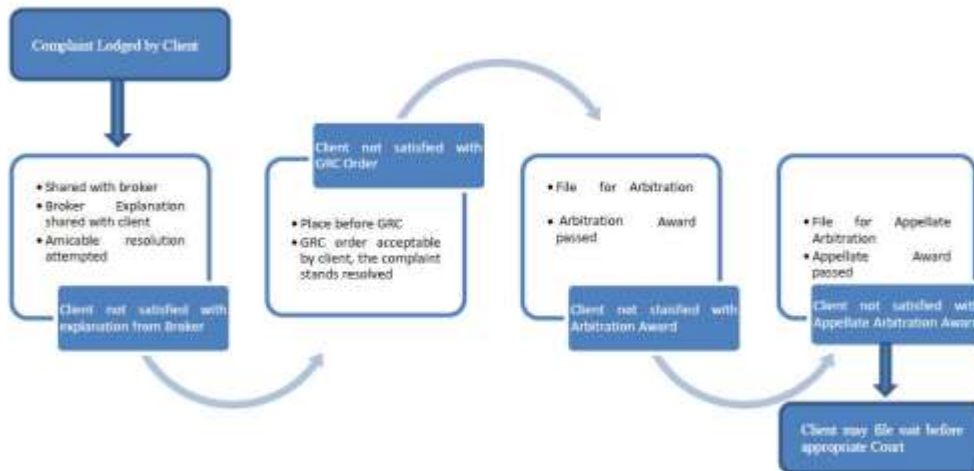 Complaint Lodged by Client
• Shared with broker
• Broker Explanation
shared with client
• Amicable resolution
attempted
Client not satisfied with
explanation from Broker
Client not satisfied with
GRC Order
• Place before GRC
• GRC order acceptable
by client, the complaint
stands resolved
• File for Arbitration
• Arbitration Award
passed
Client not stasfied with
Arbitration Award
• File for Appellate
Arbitration
• Appellate Award
passed
Client not satisfied with
Appellate Arbitration Awar
Client may file suit before
appropriate Court